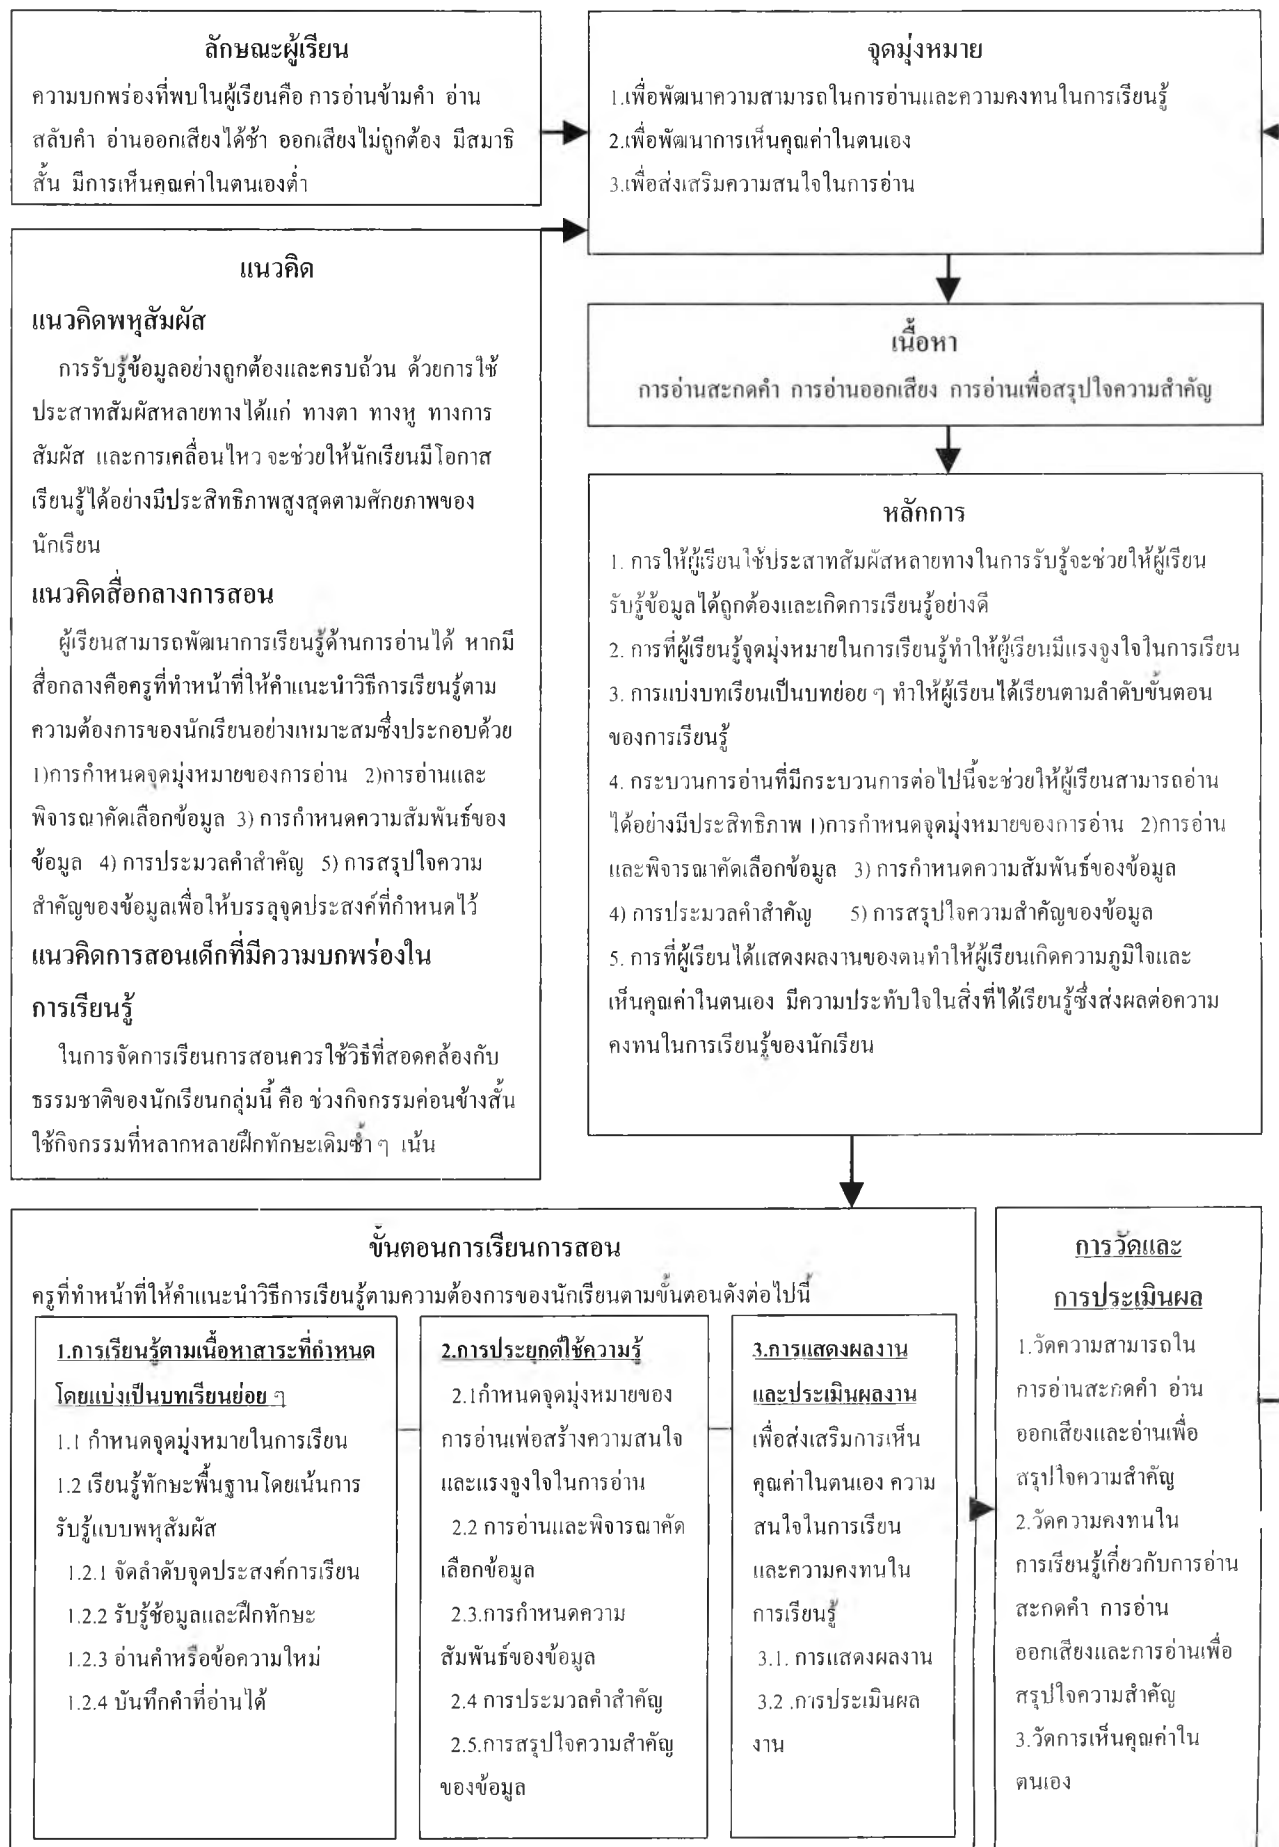 ลักษณะผู้เรียน
ความบกพร่องที่พบในผู้เรียนคือ การอ่านข้ามคำ อ่าน
สลับคำ อ่านออกเสียงได้ช้า ออกเสียงไม่ถูกต้อง มีสมาธิ
สั้น มีการเห็นคุณค่าในตนเองต่ำ
จุดมุ่งหมาย
1.เพื่อพัฒนาความสามารถในการอ่านและความคงทนในการเรียนรู้
2.เพื่อพัฒนาการเห็นคุณค่าในตนเอง
3.เพื่อส่งเสริมความสนใจในการอ่าน
แนวคิด
แนวคิดพหุสัมผัส
การรับรู้ข้อมูลอย่างถูกต้องและครบถ้วน ด้วยการใช้
ประสาทสัมผัสหลายทางได้แก่ ทางตา ทางหู ทางการ
สัมผัส และการเคลื่อนไหว จะช่วยให้นักเรียนมีโอกาส
เรียนรู้ได้อย่างมีประสิทธิภาพสูงสุดตามศักยภาพของ
นักเรียน
แนวคิดสื่อกลางการสอน
ผู้เรียนสามารถพัฒนาการเรียนรู้ด้านการอ่านได้ หากมี
สื่อกลางคือครูที่ทำหน้าที่ให้คำแนะนำวิธีการเรียนรู้ตาม
ความต้องการของนักเรียนอย่างเหมาะสมซึ่งประกอบด้วย
1)การกำหนดจุดมุ่งหมายของการอ่าน 2)การอ่านและ
พิจารณาคัดเลือกข้อมูล 3) การกำหนดความสัมพันธ์ของ
ข้อมูล 4) การประมวลคำสำคัญ 5) การสรุปใจความ
สำคัญของข้อมูลเพื่อให้บรรลุจุดประสงค์ที่กำหนดไว้
แนวคิดการสอนเด็กที่มีความบกพร่องใน
การเรียนรู้
ในการจัดการเรียนการสอนควรใช้วิธีที่สอดคล้องกับ
ธรรมชาติของนักเรียนกลุ่มนี้ คือ ช่วงกิจกรรมค่อนข้างสั้น
ใช้กิจกรรมที่หลากหลายฝึกทักษะเดิมซ้ำ ๆ เน้น
เนื้อหา
การอ่านสะกดคำ การอ่านออกเสียง การอ่านเพื่อสรุปใจความสำคัญ
หลักการ
1. การให้ผู้เรียนใช้ประสาทสัมผัสหลายทางในการรับรู้จะช่วยให้ผู้เรียน
รับรู้ข้อมูลได้ถูกต้องและเกิดการเรียนรู้อย่างดี
2. การที่ผู้เรียนรู้จุดมุ่งหมายในการเรียนรู้ทำให้ผู้เรียนมีแรงจูงใจในการเรียน
3. การแบ่งบทเรียนเป็นบทย่อย ๆ ทำให้ผู้เรียนได้เรียนตามลำดับขั้นตอน
ของการเรียนรู้
4. กระบวนการอ่านที่มีกระบวนการต่อไปนี้จะช่วยให้ผู้เรียนสามารถอ่าน
ได้อย่างมีประสิทธิภาพ 1)การกำหนดจุดมุ่งหมายของการอ่าน 2)การอ่าน
และพิจารณาคัดเลือกข้อมูล 3) การกำหนดความสัมพันธ์ของข้อมูล
4) การประมวลคำสำคัญ 5) การสรุปใจความสำคัญของข้อมูล
5. การที่ผู้เรียนได้แสดงผลงานของตนทำให้ผู้เรียนเกิดความภูมิใจและ
เห็นคุณค่าในตนเอง มีความประทับใจในสิ่งที่ได้เรียนรู้ซึ่งส่งผลต่อความ
คงทนในการเรียนรู้ของนักเรียน
ขั้นตอนการเรียนการสอน
ครูที่ทำหน้าที่ให้คำแนะนำวิธีการเรียนรู้ตามความต้องการของนักเรียนตามขั้นตอนดังต่อไปนี้
1.การเรียนรู้ตามเนื้อหาสาระที่กำหนด
โดยแบ่งเป็นบทเรียนย่อย ๆ
1.1 กำหนดจุดมุ่งหมายในการเรียน
1.2 เรียนรู้ทักษะพื้นฐานโดยเน้นการ
รับรู้แบบพหุสัมผัส
1.2.1 จัดลำดับจุดประสงค์การเรียน
1.2.2 รับรู้ข้อมูลและฝึกทักษะ
1.2.3 อ่านคำหรือข้อความใหม่
1.2.4 บันทึกคำที่อ่านได้
2.การประยุกต์ใช้ความรู้
2.1กำหนดจุดมุ่งหมายของ
การอ่านเพ่อสร้างความสนใจ
และแรงจูงใจในการอ่าน
2.2 การอ่านและพิจารณาคัด
เลือกข้อมูล
2.3.การกำหนดความ
สัมพันธ์ของข้อมูล
2.4 การประมวลคำสำคัญ
2.5.การสรุปใจความสำคัญ
ของข้อมูล
3.การแสดงผลงาน
และประเมินผลงาน
เพื่อส่งเสริมการเห็น
คุณค่าในตนเอง ความ
สนใจในการเรียน
และความคงทนใน
การเรียนรู้
3.1. การแสดงผลงาน
3.2 .การประเมินผล
งาน
การวัดและ
การประเมินผล
1.วัดความสามารถใน
การอ่านสะกดคำ อ่าน
ออกเสียงและอ่านเพื่อ
สรุปใจความสำคัญ
2.วัดความคงทนใน
การเรียนรู้เกี่ยวกับการอ่าน
สะกดคำ การอ่าน
ออกเสียงและการอ่านเพื่อ
สรุปใจความสำคัญ
3.วัดการเห็นคุณค่าใน
ตนเอง